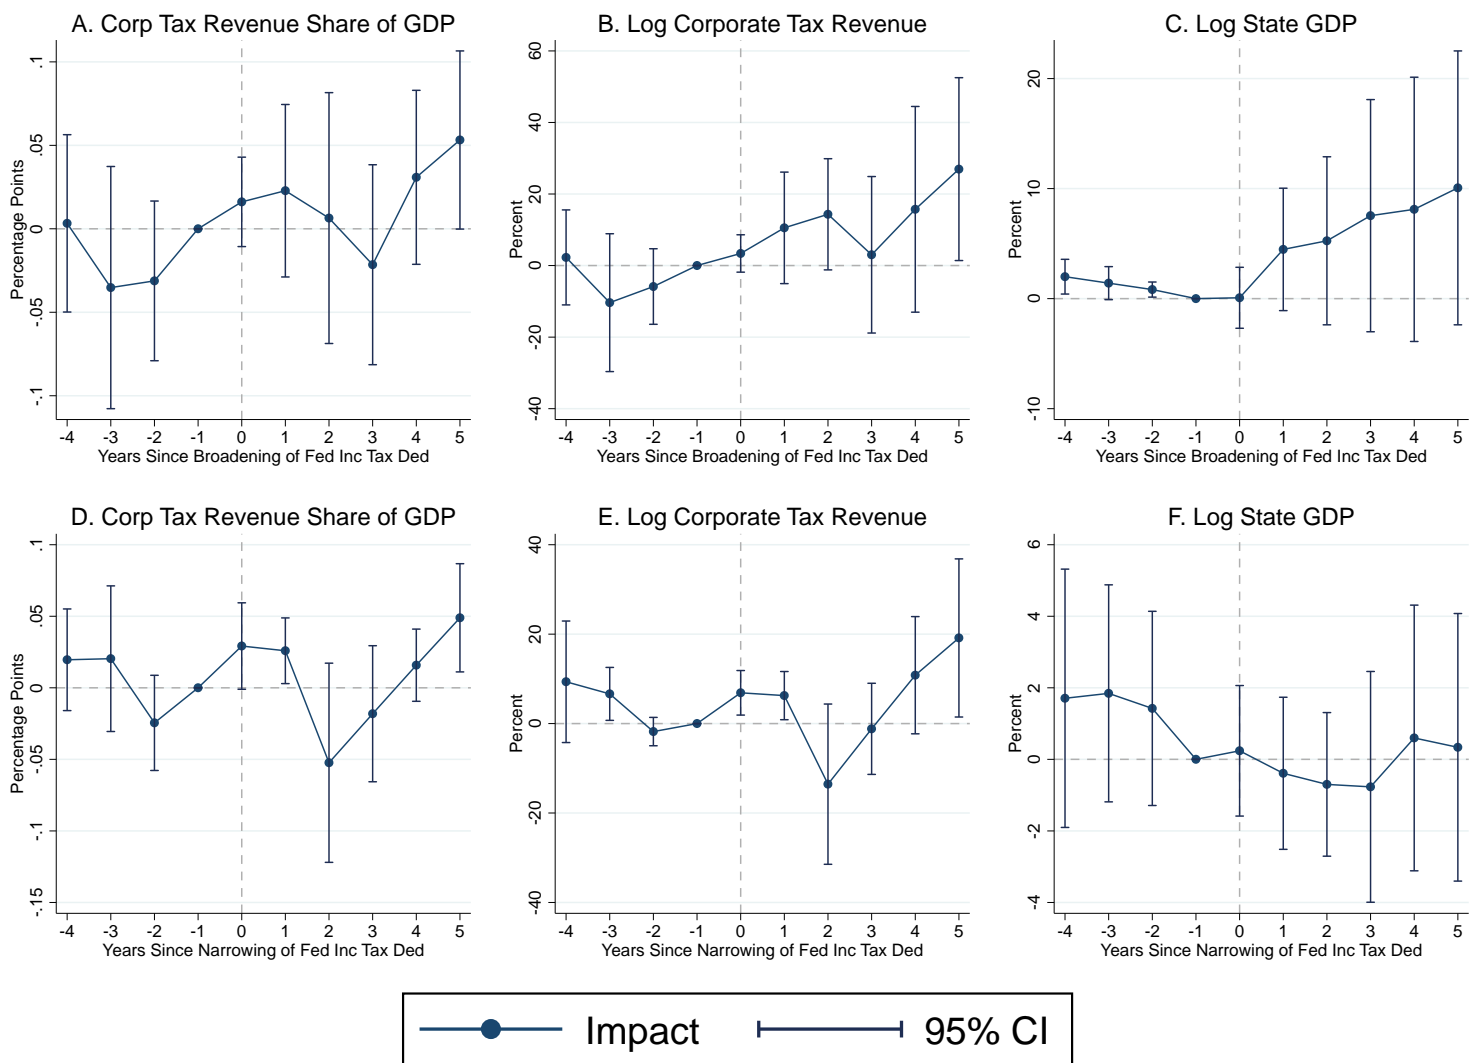 A. Corp Tax Revenue Share of GDP
Percentage Points
.1
.05
0
-.05
-.1
-4 -3 -2 -1 0 1 2 3 4 5
Years Since Broadening of Fed Inc Tax Ded
B. Log Corporate Tax Revenue
Percent
60
40
20
0
-20
-40
-4 -3 -2 -1 0 1 2 3 4 5
Years Since Broadening of Fed Inc Tax Ded
C. Log State GDP
Percent
20
10
0
-10
-4 -3 -2 -1 0 1 2 3 4 5
Years Since Broadening of Fed Inc Tax Ded
D. Corp Tax Revenue Share of GDP
Percentage Points
.1
.05
0
-.05
-.1
-.15
-4 -3 -2 -1 0 1 2 3 4 5
Years Since Narrowing of Fed Inc Tax Ded
E. Log Corporate Tax Revenue
Percent
40
20
0
-20
-40
-4 -3 -2 -1 0 1 2 3 4 5
Years Since Narrowing of Fed Inc Tax Ded
F. Log State GDP
Percent
6
4
2
0
-2
-4
-4 -3 -2 -1 0 1 2 3 4 5
Years Since Narrowing of Fed Inc Tax Ded
Impact 95% CI